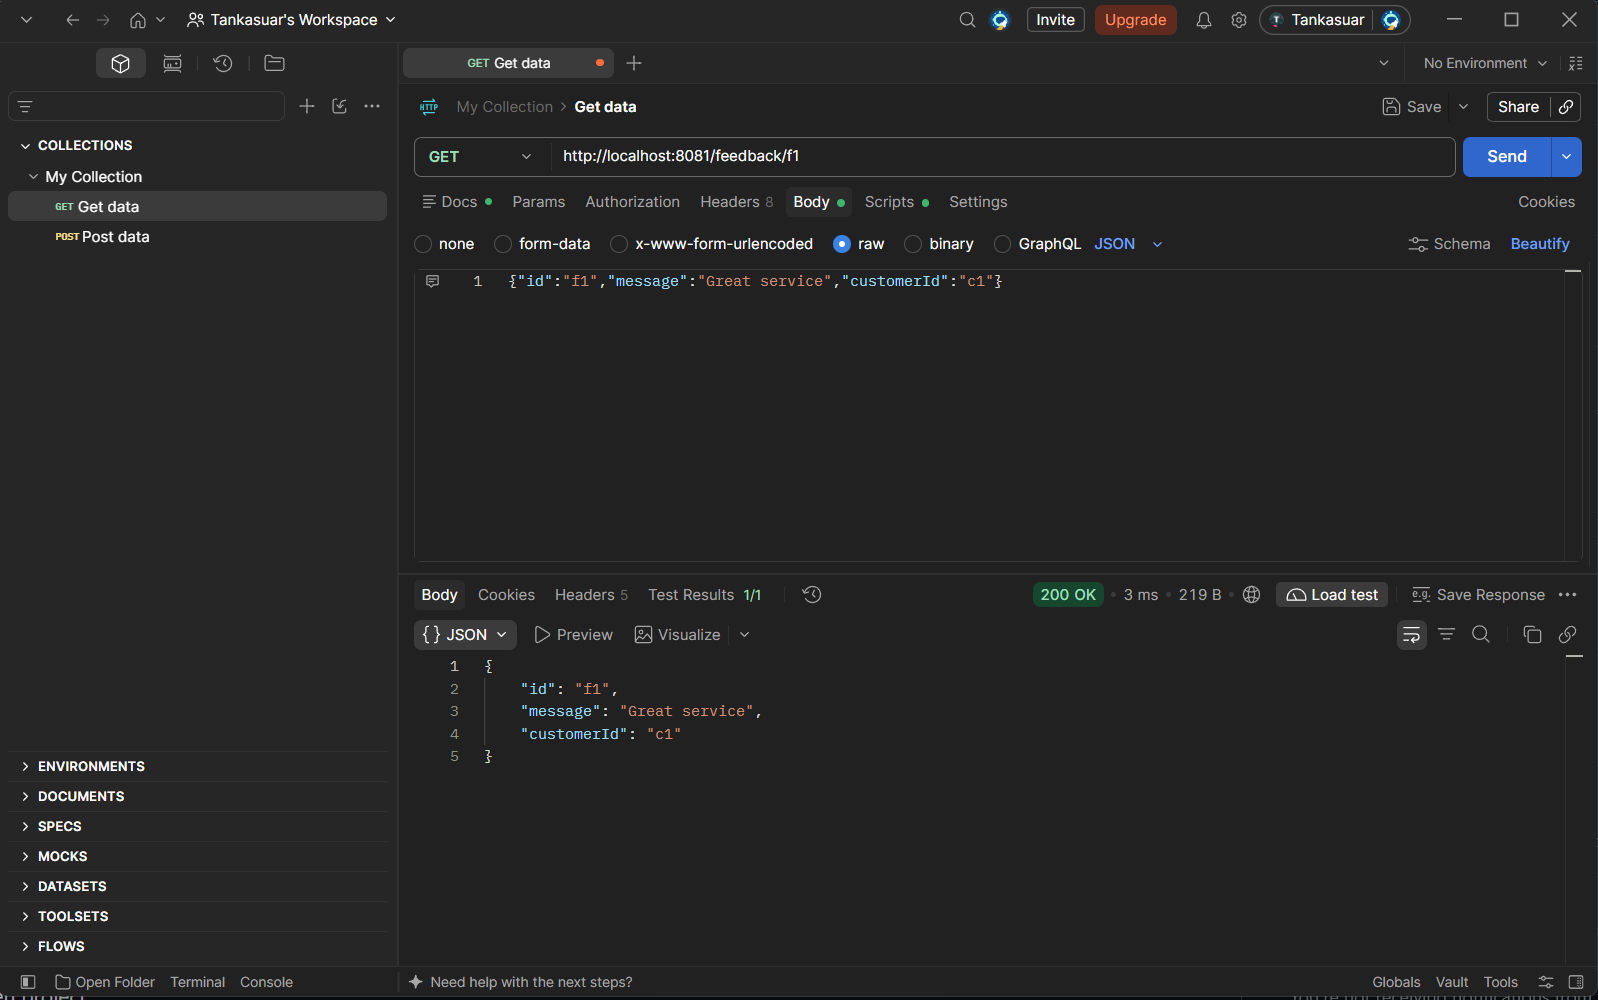 Tankasuar's Workspace
Invite
Upgrade
T Tankasuar
GET Get data
No Environment
HTTP My Collection > Get data
Save
Share
COLLECTIONS
My Collection
GET Get data
POST Post data
GET
http://localhost:8081/feedback/f1
Send
Docs
Params
Authorization
Headers 8
Body
Scripts
Settings
Cookies
none
form-data
x-www-form-urlencoded
raw
binary
GraphQL
JSON
Schema
Beautify
1 {"id":"f1","message":"Great service","customerId":"c1"}
Body
Cookies
Headers 5
Test Results 1/1
200 OK
3 ms
219 B
Load test
e.g. Save Response
{} JSON
Preview
Visualize
1 {
2 "id": "f1",
3 "message": "Great service",
4 "customerId": "c1"
5 }
ENVIRONMENTS
DOCUMENTS
SPECS
MOCKS
DATASETS
TOOLSETS
FLOWS
Open Folder
Terminal
Console
Need help with the next steps?
Globals
Vault
Tools